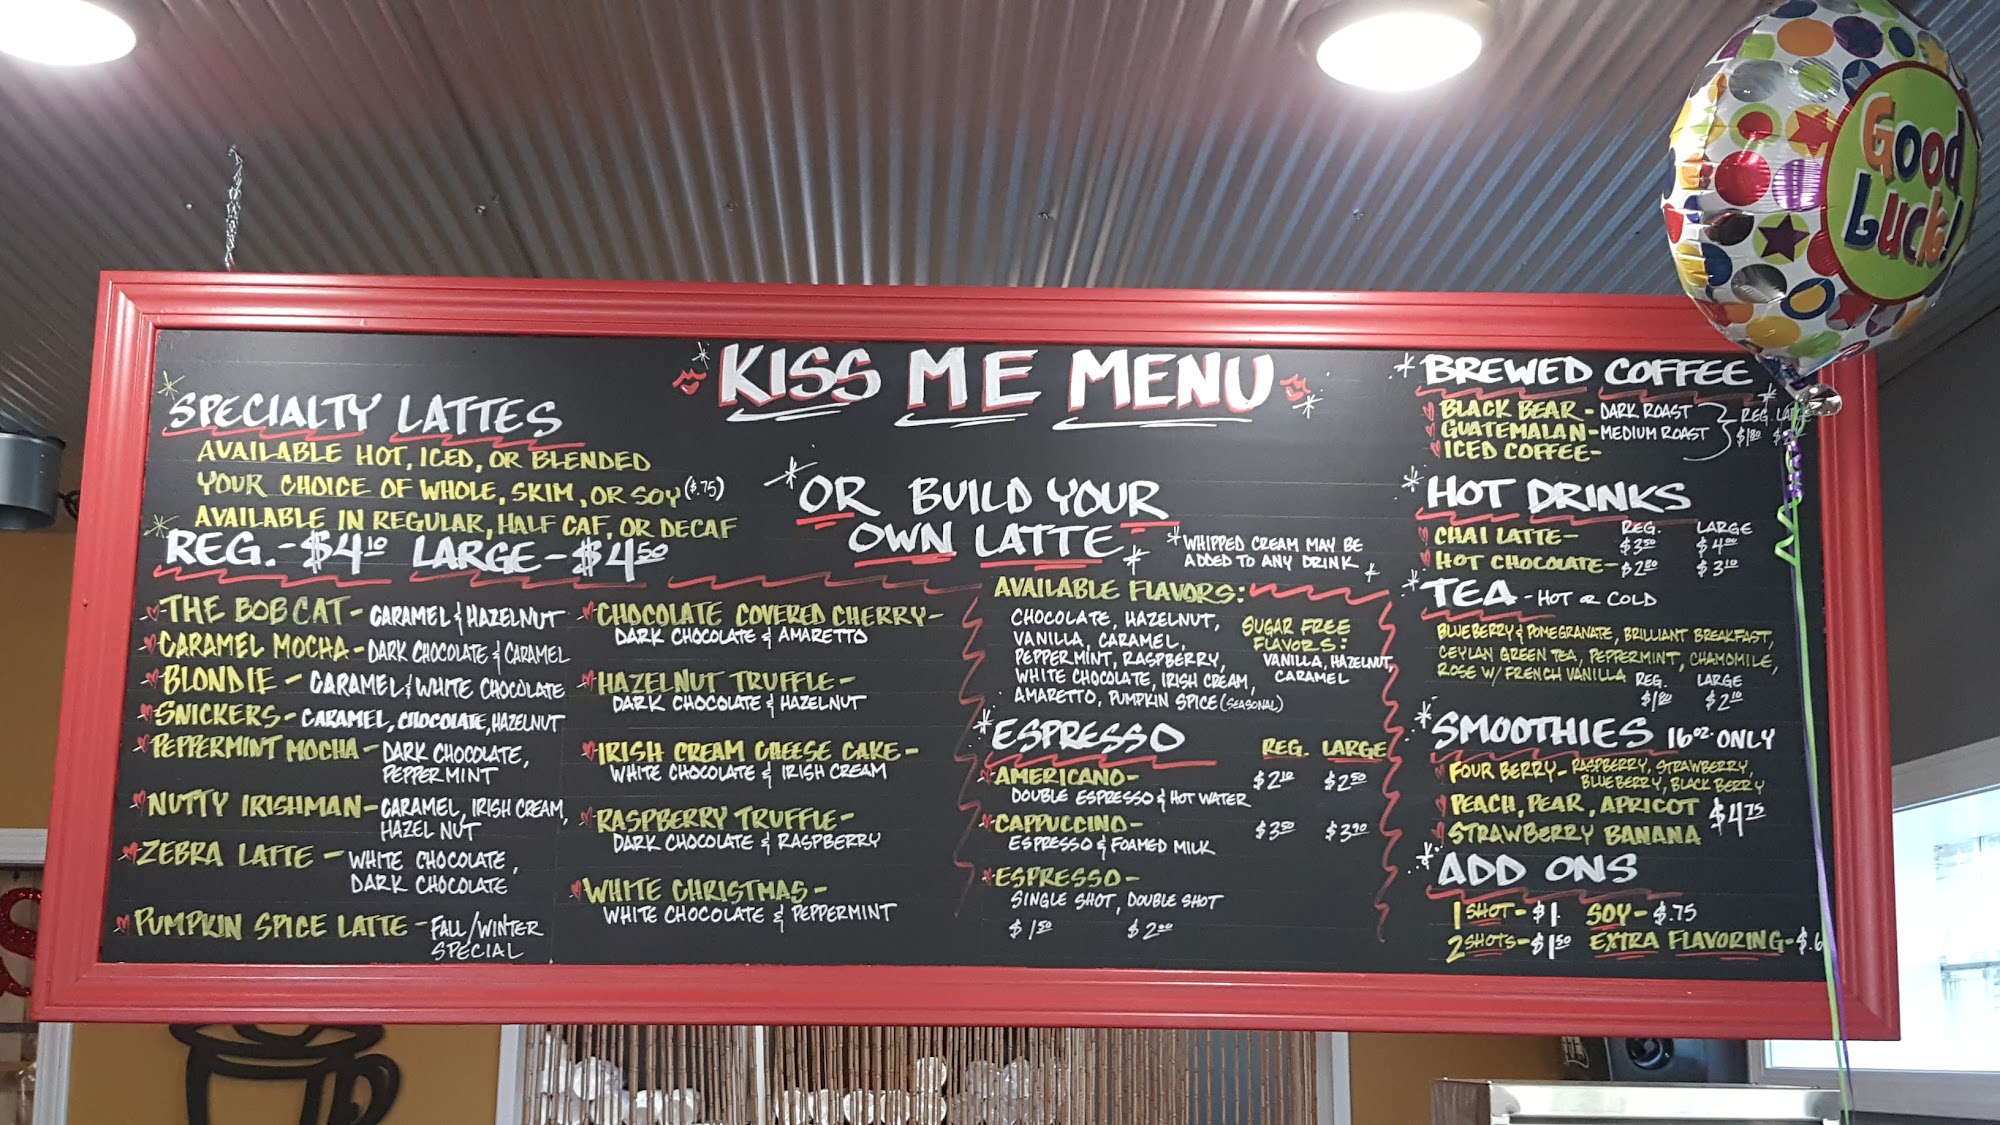 Good
Luck!
KISS ME MENU
SPECIALTY LATTES
AVAILABLE HOT, ICED, OR BLENDED
YOUR CHOICE OF WHOLE, SKIM, OR SOY ($.75)
AVAILABLE IN REGULAR, HALF CAF, OR DECAF
REG. - $4.10 LARGE - $4.50
THE BOBCAT - CARAMEL & HAZELNUT
CARAMEL MOCHA - DARK CHOCOLATE & CARAMEL
BLONDIE - CARAMEL & WHITE CHOCOLATE
SNICKERS - CARAMEL, CHOCOLATE, HAZELNUT
PEPPERMINT MOCHA - DARK CHOCOLATE,
PEPPERMINT
NUTTY IRISHMAN - CARAMEL, IRISH CREAM,
HAZELNUT
ZEBRA LATTE - WHITE CHOCOLATE,
DARK CHOCOLATE
PUMPKIN SPICE LATTE - FALL/WINTER
SPECIAL
CHOCOLATE COVERED CHERRY -
DARK CHOCOLATE & AMARETTO
HAZELNUT TRUFFLE -
DARK CHOCOLATE & HAZELNUT
IRISH CREAM CHEESE CAKE -
WHITE CHOCOLATE & IRISH CREAM
RASPBERRY TRUFFLE -
DARK CHOCOLATE & RASPBERRY
WHITE CHRISTMAS -
WHITE CHOCOLATE & PEPPERMINT
OR BUILD YOUR
OWN LATTE
*WHIPPED CREAM MAY BE
ADDED TO ANY DRINK*
AVAILABLE FLAVORS:
CHOCOLATE, HAZELNUT,
VANILLA, CARAMEL,
PEPPERMINT, RASPBERRY,
WHITE CHOCOLATE, IRISH CREAM,
AMARETTO, PUMPKIN SPICE (SEASONAL)
SUGAR FREE
FLAVORS:
VANILLA, HAZELNUT,
CARAMEL
ESPRESSO REG. LARGE
AMERICANO - $2.10 $2.50
DOUBLE ESPRESSO & HOT WATER
CAPPUCCINO - $3.50 $3.90
ESPRESSO & FOAMED MILK
ESPRESSO -
SINGLE SHOT, DOUBLE SHOT
$1.50 $2.00
BREWED COFFEE
BLACK BEAR - DARK ROAST REG.
GUATEMALAN - MEDIUM ROAST $1.80
ICED COFFEE -
HOT DRINKS
REG. LARGE
CHAI LATTE - $3.50 $4.00
HOT CHOCOLATE - $2.80 $3.10
TEA - HOT OR COLD
BLUEBERRY & POMEGRANATE, BRILLIANT BREAKFAST,
CEYLAN GREEN TEA, PEPPERMINT, CHAMOMILE,
ROSE W/ FRENCH VANILLA REG. LARGE
$1.80 $2.10
SMOOTHIES 16oz. ONLY
FOUR BERRY - RASPBERRY, STRAWBERRY,
BLUEBERRY, BLACKBERRY
PEACH, PEAR, APRICOT $4.75
STRAWBERRY BANANA
ADD ONS
1 SHOT - $1. SOY - $.75
2 SHOTS - $1.50 EXTRA FLAVORING -